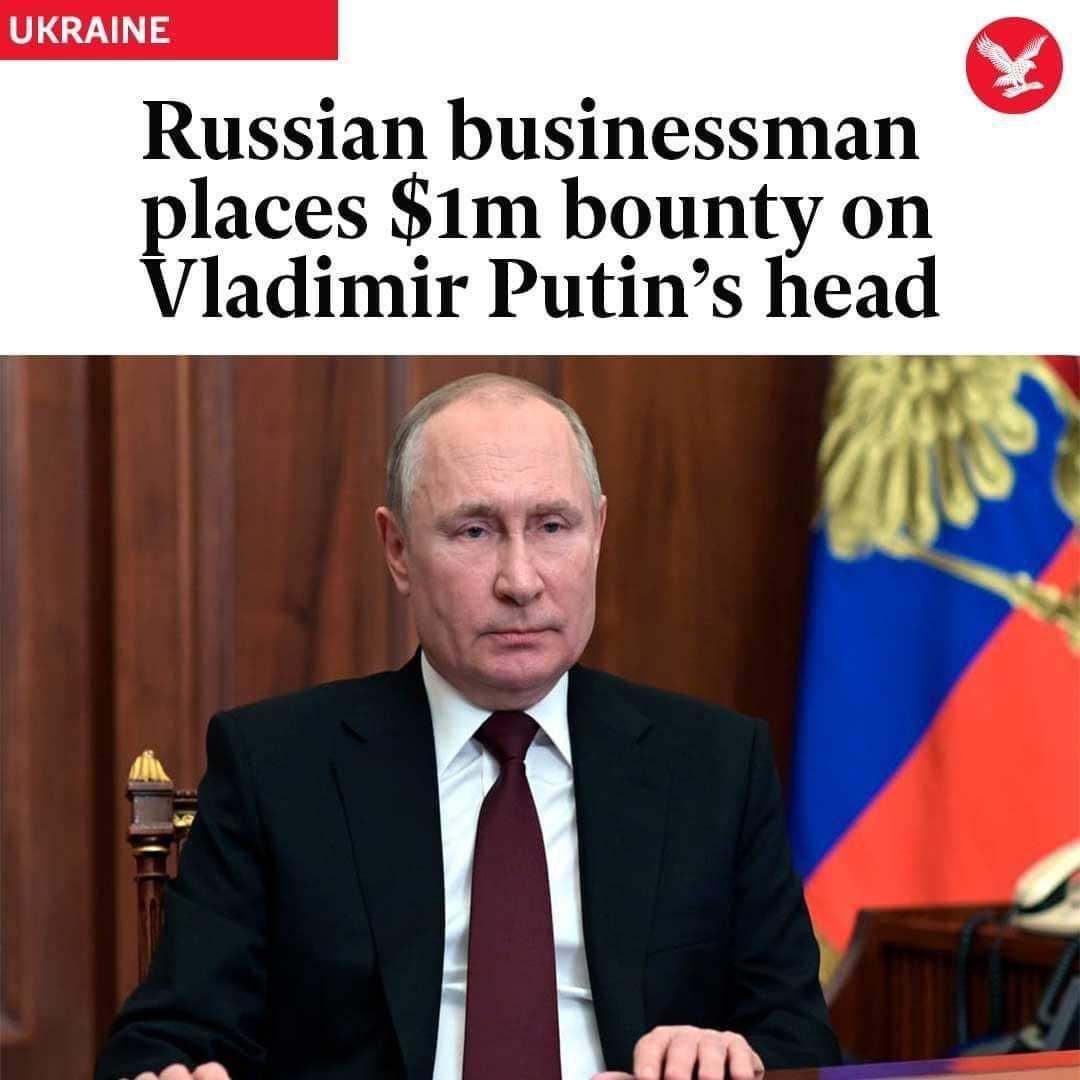 UKRAINE
Russian businessman
places $1m bounty on
Vladimir Putin’s head